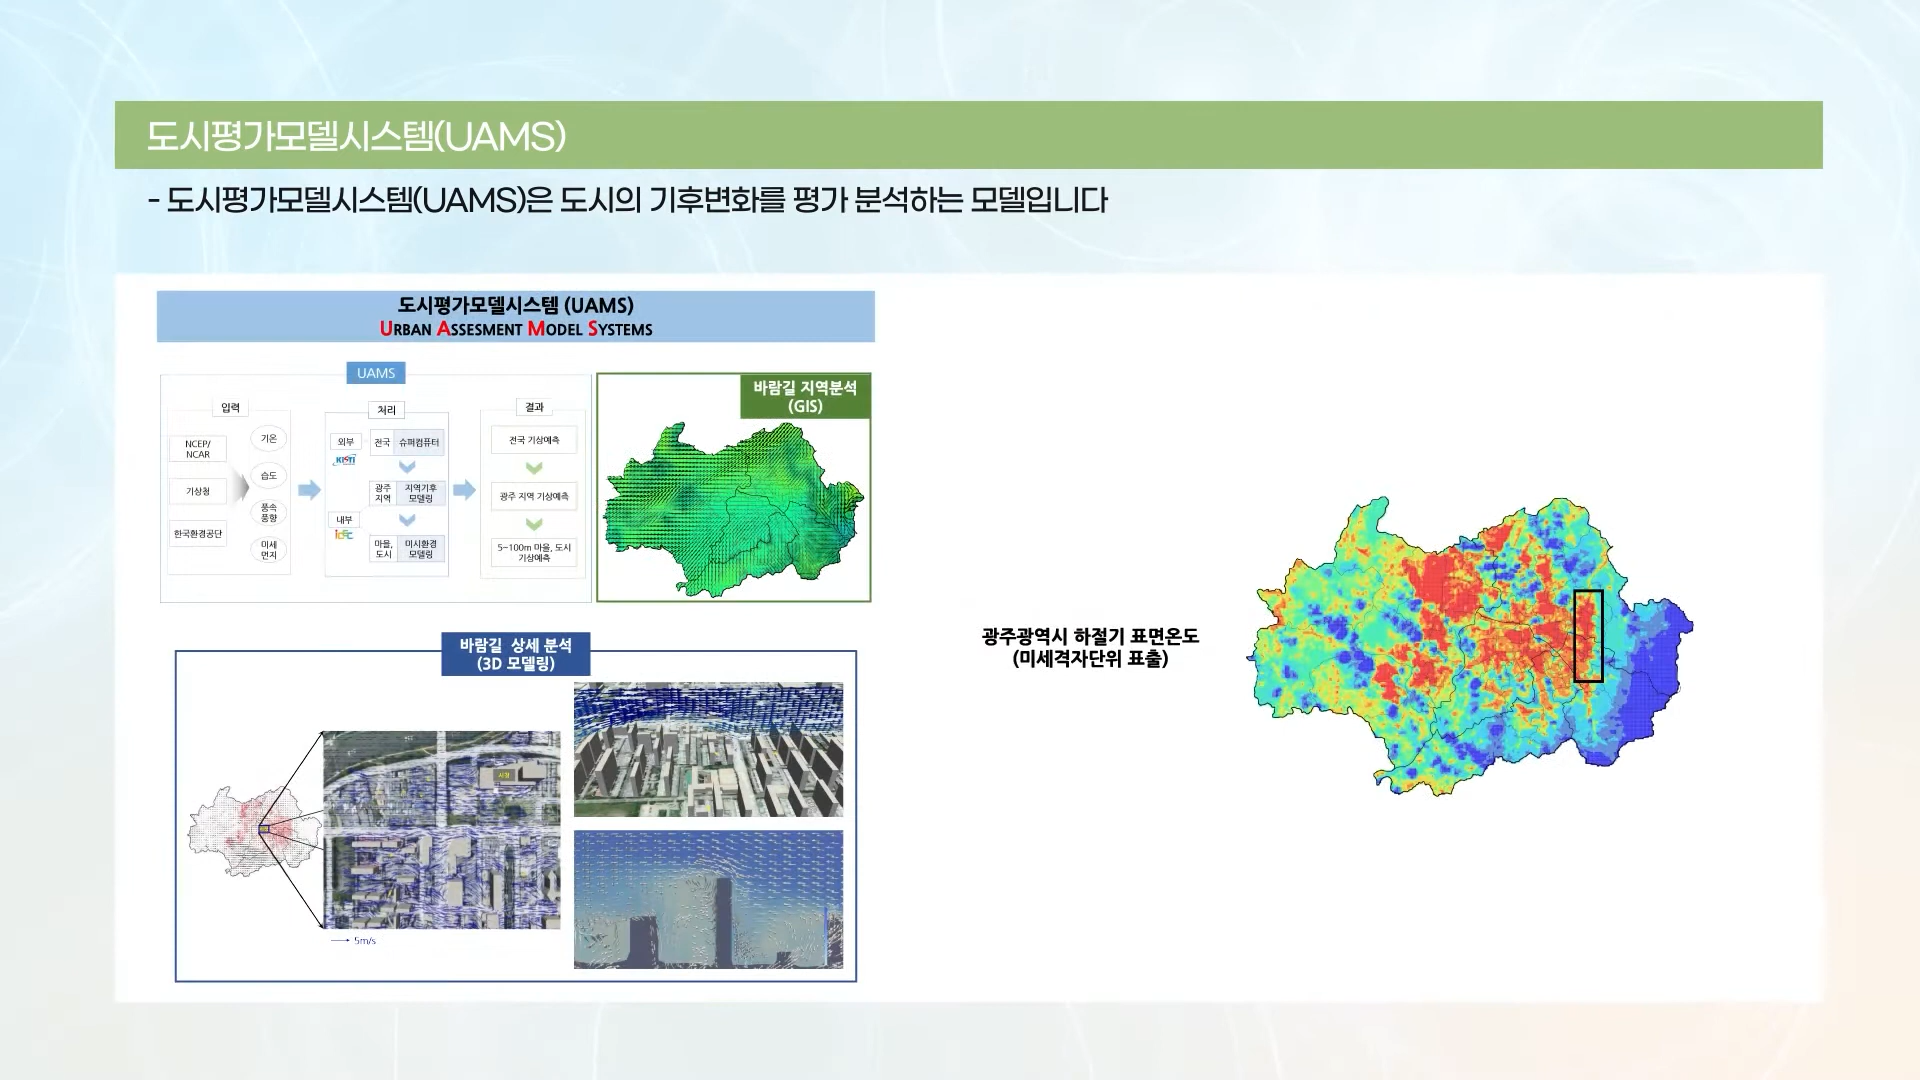 도시평가모델시스템(UAMS)
- 도시평가모델시스템(UAMS)은 도시의 기후변화를 평가 분석하는 모델입니다
도시평가모델시스템 (UAMS)
URBAN ASSESMENT MODEL SYSTEMS
UAMS
입력
NCEP/
NCAR
기상청
한국환경공단
기온
습도
풍속
풍향
미세
먼지
처리
외부
KISTI
전국
슈퍼컴퓨터
광주
지역
지역기후
모델링
내부
마을,
도시
미시환경
모델링
결과
전국 기상예측
광주 지역 기상예측
5~100m 마을, 도시
기상예측
바람길 지역분석
(GIS)
바람길 상세 분석
(3D 모델링)
시청
5m/s
광주광역시 하절기 표면온도
(미세격자단위 표출)